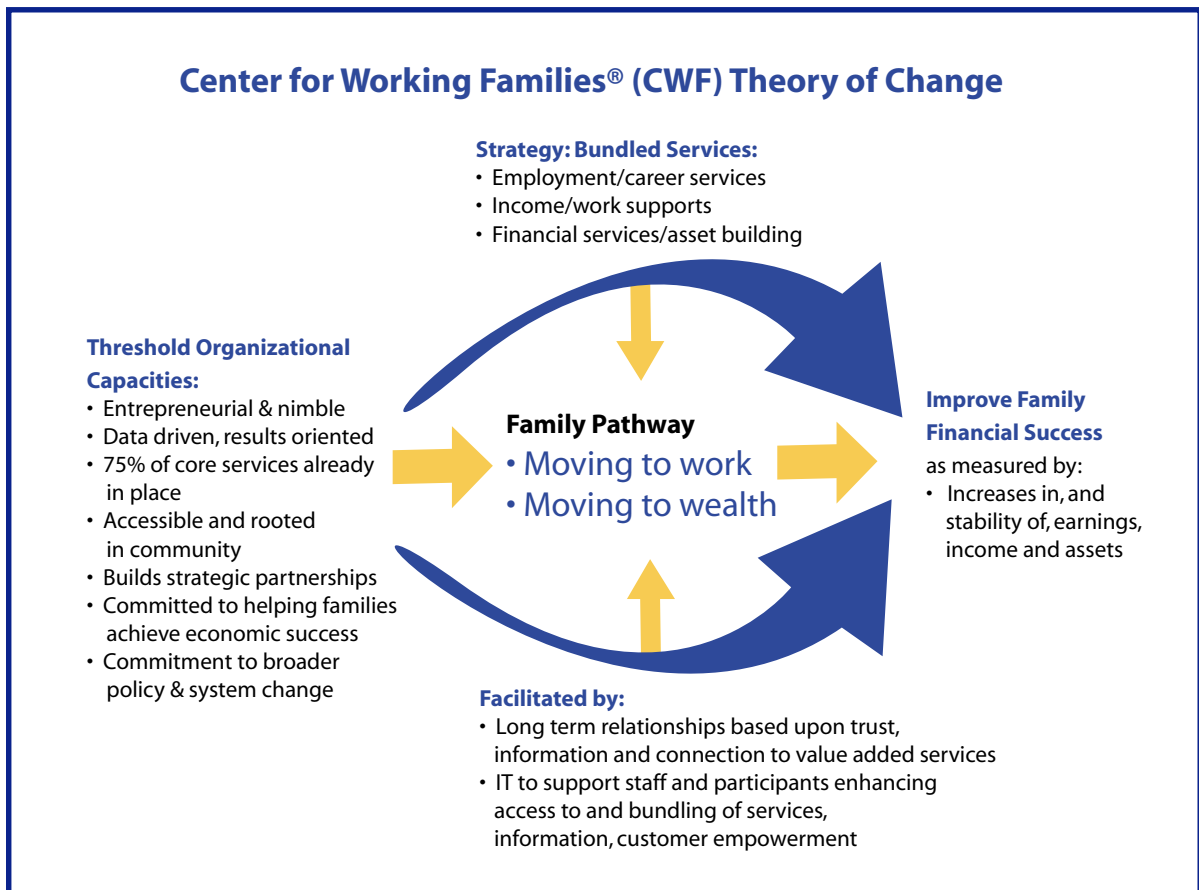 Center for Working Families® (CWF) Theory of Change
Strategy: Bundled Services:
• Employment/career services
• Income/work supports
• Financial services/asset building
Threshold Organizational
Capacities:
• Entrepreneurial & nimble
• Data driven, results oriented
• 75% of core services already
in place
• Accessible and rooted
in community
• Builds strategic partnerships
• Committed to helping families
achieve economic success
• Commitment to broader
policy & system change
Family Pathway
• Moving to work
• Moving to wealth
Improve Family
Financial Success
as measured by:
• Increases in, and
stability of, earnings,
income and assets
Facilitated by:
• Long term relationships based upon trust,
information and connection to value added services
• IT to support staff and participants enhancing
access to and bundling of services,
information, customer empowerment